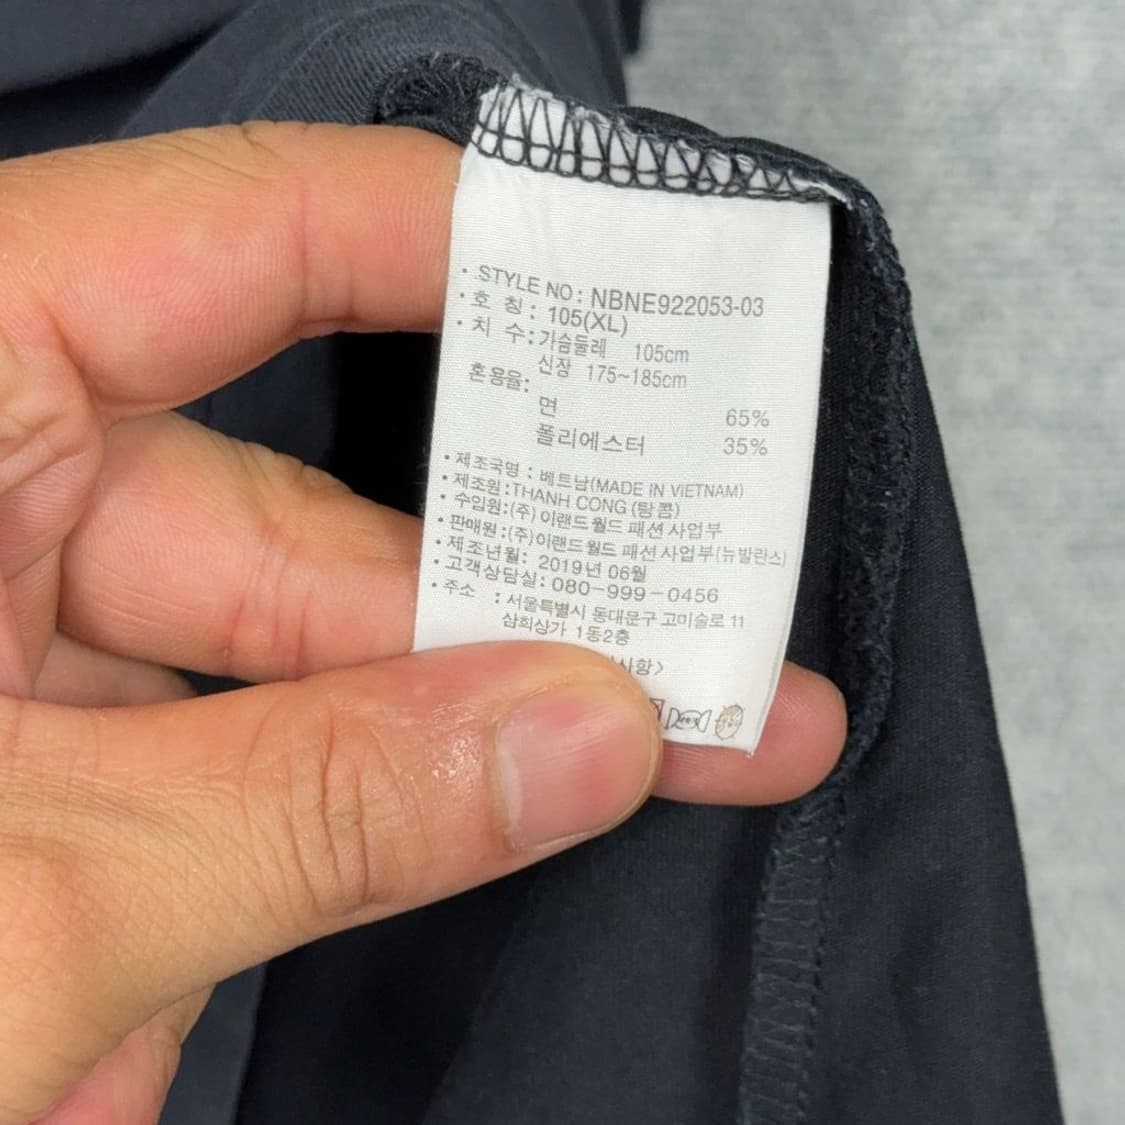 · STYLE NO : NBNE922053-03
· 호 칭 : 105(XL)
· 치 수 : 가슴둘레 105cm
신장 175~185cm
혼용율:
면 65%
폴리에스터 35%
· 제조국명 : 베트남(MADE IN VIETNAM)
· 제조원 : THANH CONG (탕콤)
· 수입원 : (주) 이랜드월드 패션사업부
· 판매원 : (주)이랜드월드 패션사업부(뉴발란스)
· 제조년월: 2019년 06월
· 고객상담실: 080-999-0456
· 주소 : 서울특별시 동대문구 고미술로 11
삼희상가 1동2층
사항>